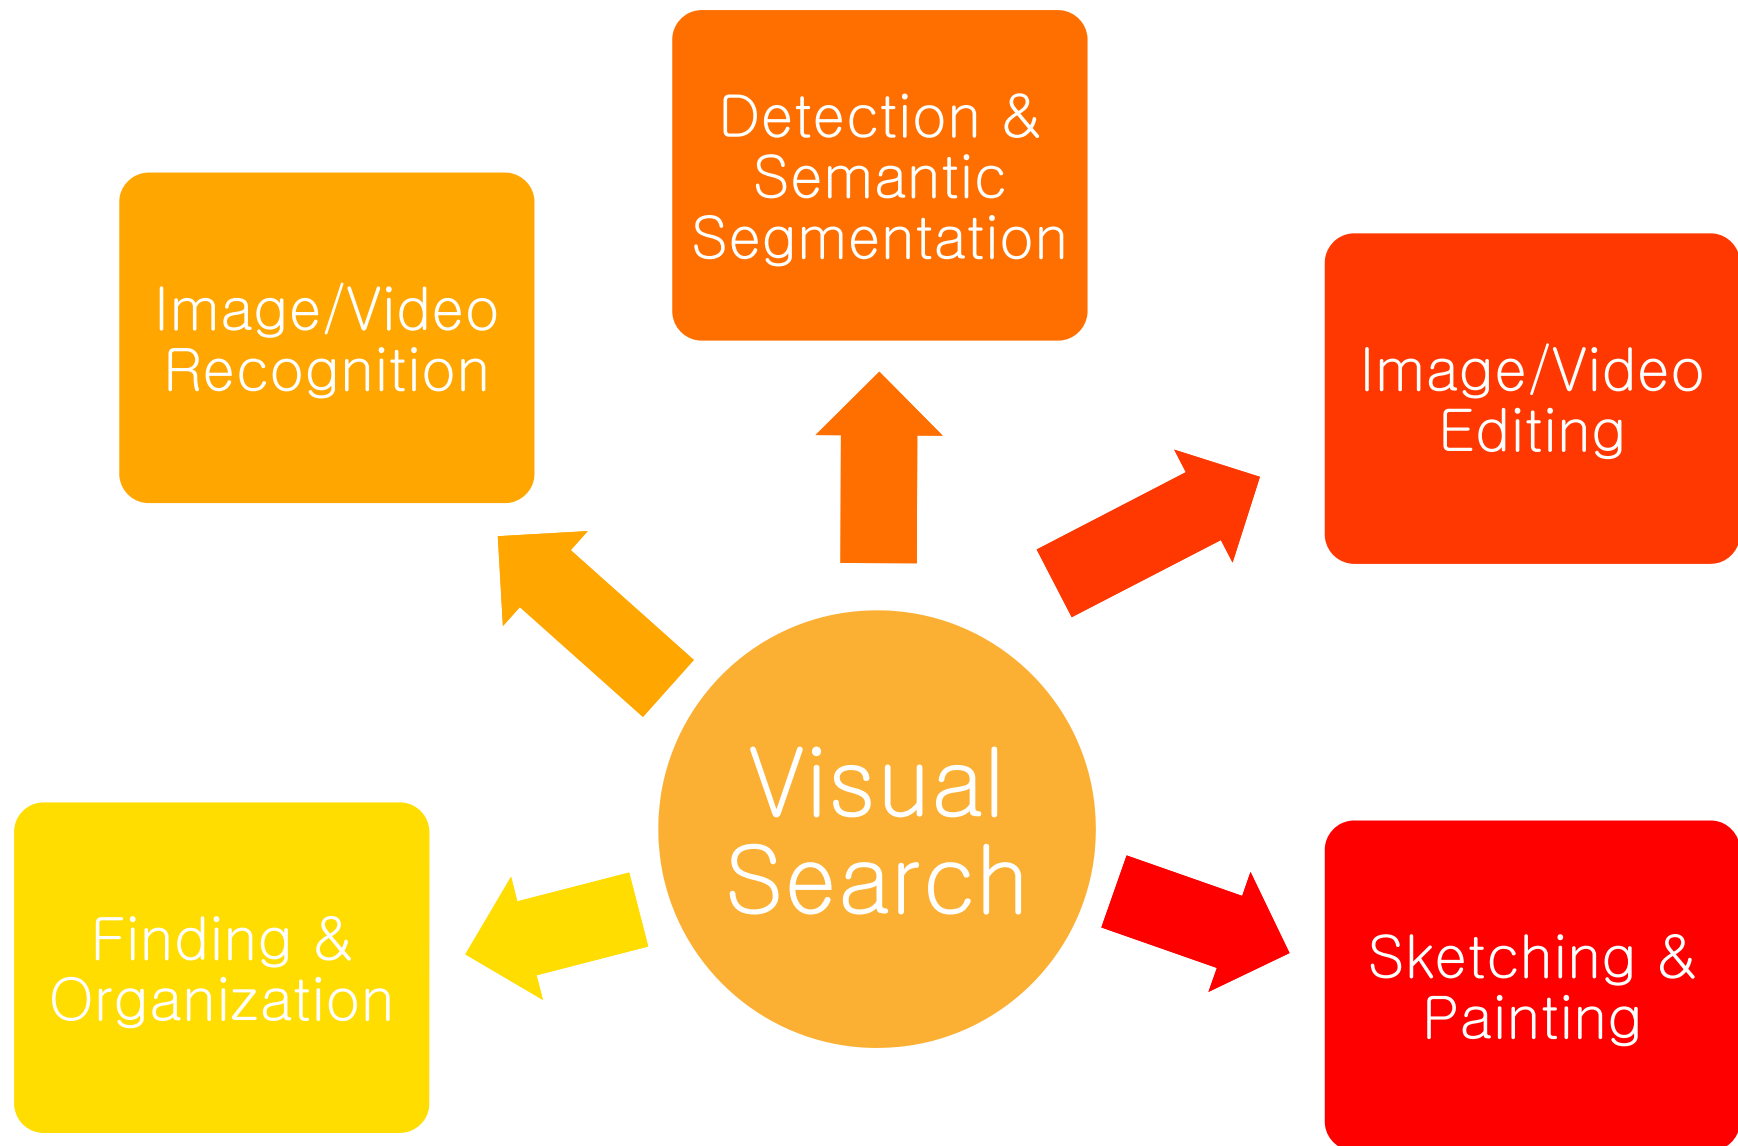 Detection &
Semantic
Segmentation
Image/Video
Recognition
Image/Video
Editing
Visual
Search
Finding &
Organization
Sketching &
Painting